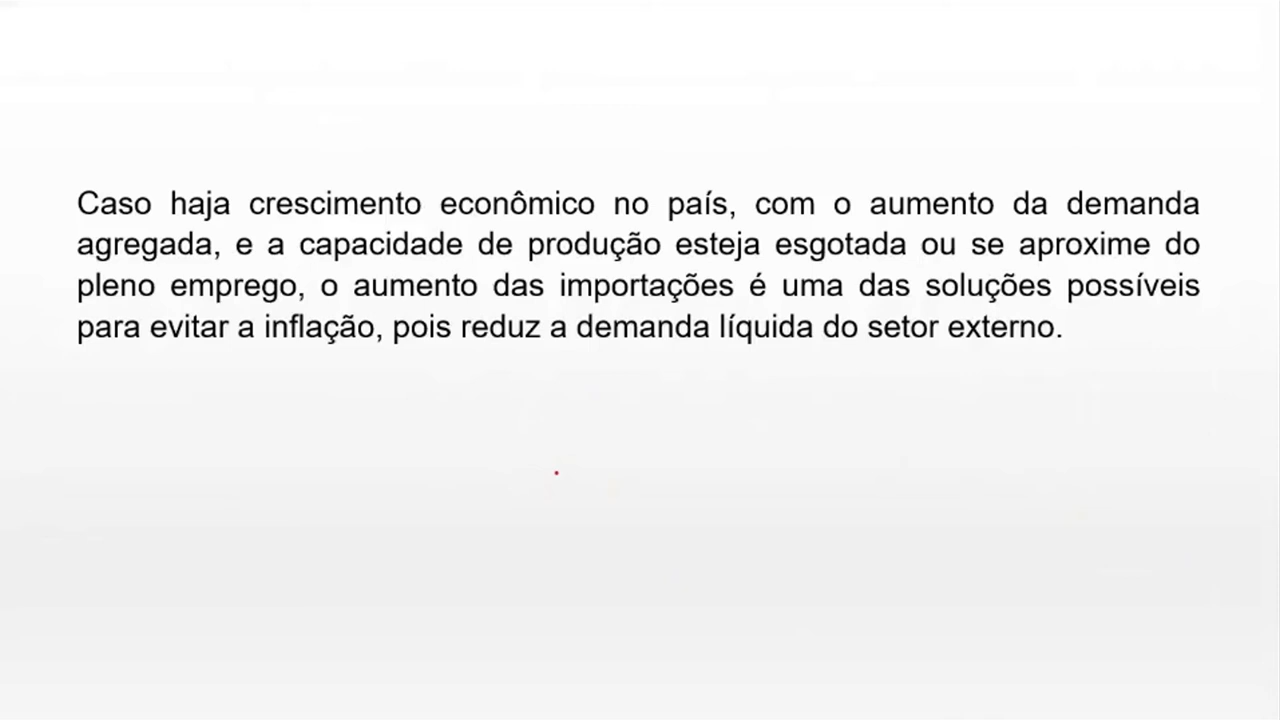 Caso haja crescimento econômico no país, com o aumento da demanda
agregada, e a capacidade de produção esteja esgotada ou se aproxime do
pleno emprego, o aumento das importações é uma das soluções possíveis
para evitar a inflação, pois reduz a demanda líquida do setor externo.